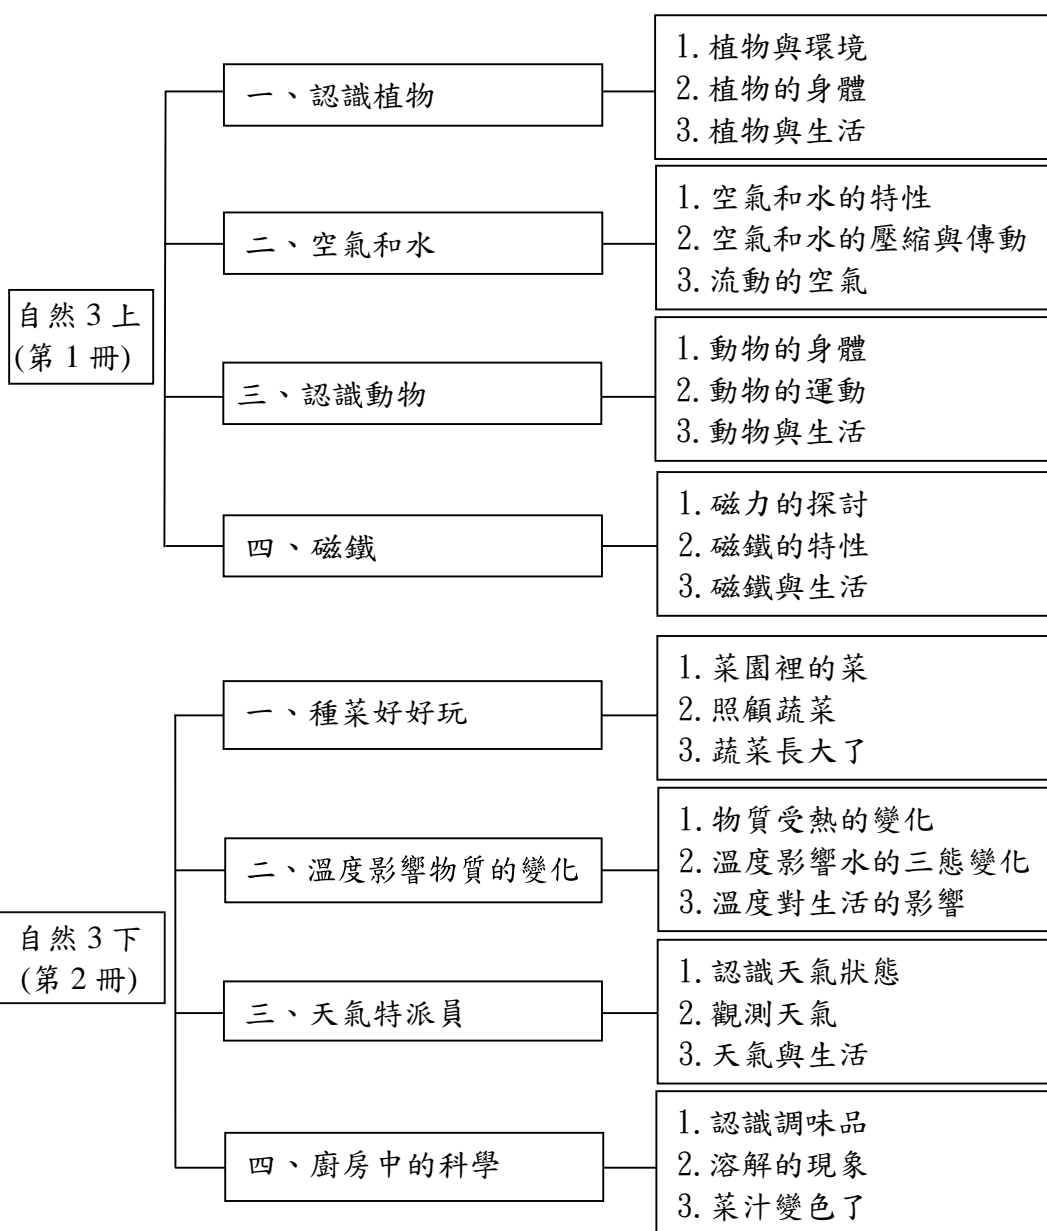 自然 3 上
(第 1 冊)
一、認識植物
1.植物與環境
2.植物的身體
3.植物與生活
二、空氣和水
1.空氣和水的特性
2.空氣和水的壓縮與傳動
3.流動的空氣
三、認識動物
1.動物的身體
2.動物的運動
3.動物與生活
四、磁鐵
1.磁力的探討
2.磁鐵的特性
3.磁鐵與生活
自然 3 下
(第 2 冊)
一、種菜好好玩
1.菜園裡的菜
2.照顧蔬菜
3.蔬菜長大了
二、溫度影響物質的變化
1.物質受熱的變化
2.溫度影響水的三態變化
3.溫度對生活的影響
三、天氣特派員
1.認識天氣狀態
2.觀測天氣
3.天氣與生活
四、廚房中的科學
1.認識調味品
2.溶解的現象
3.菜汁變色了